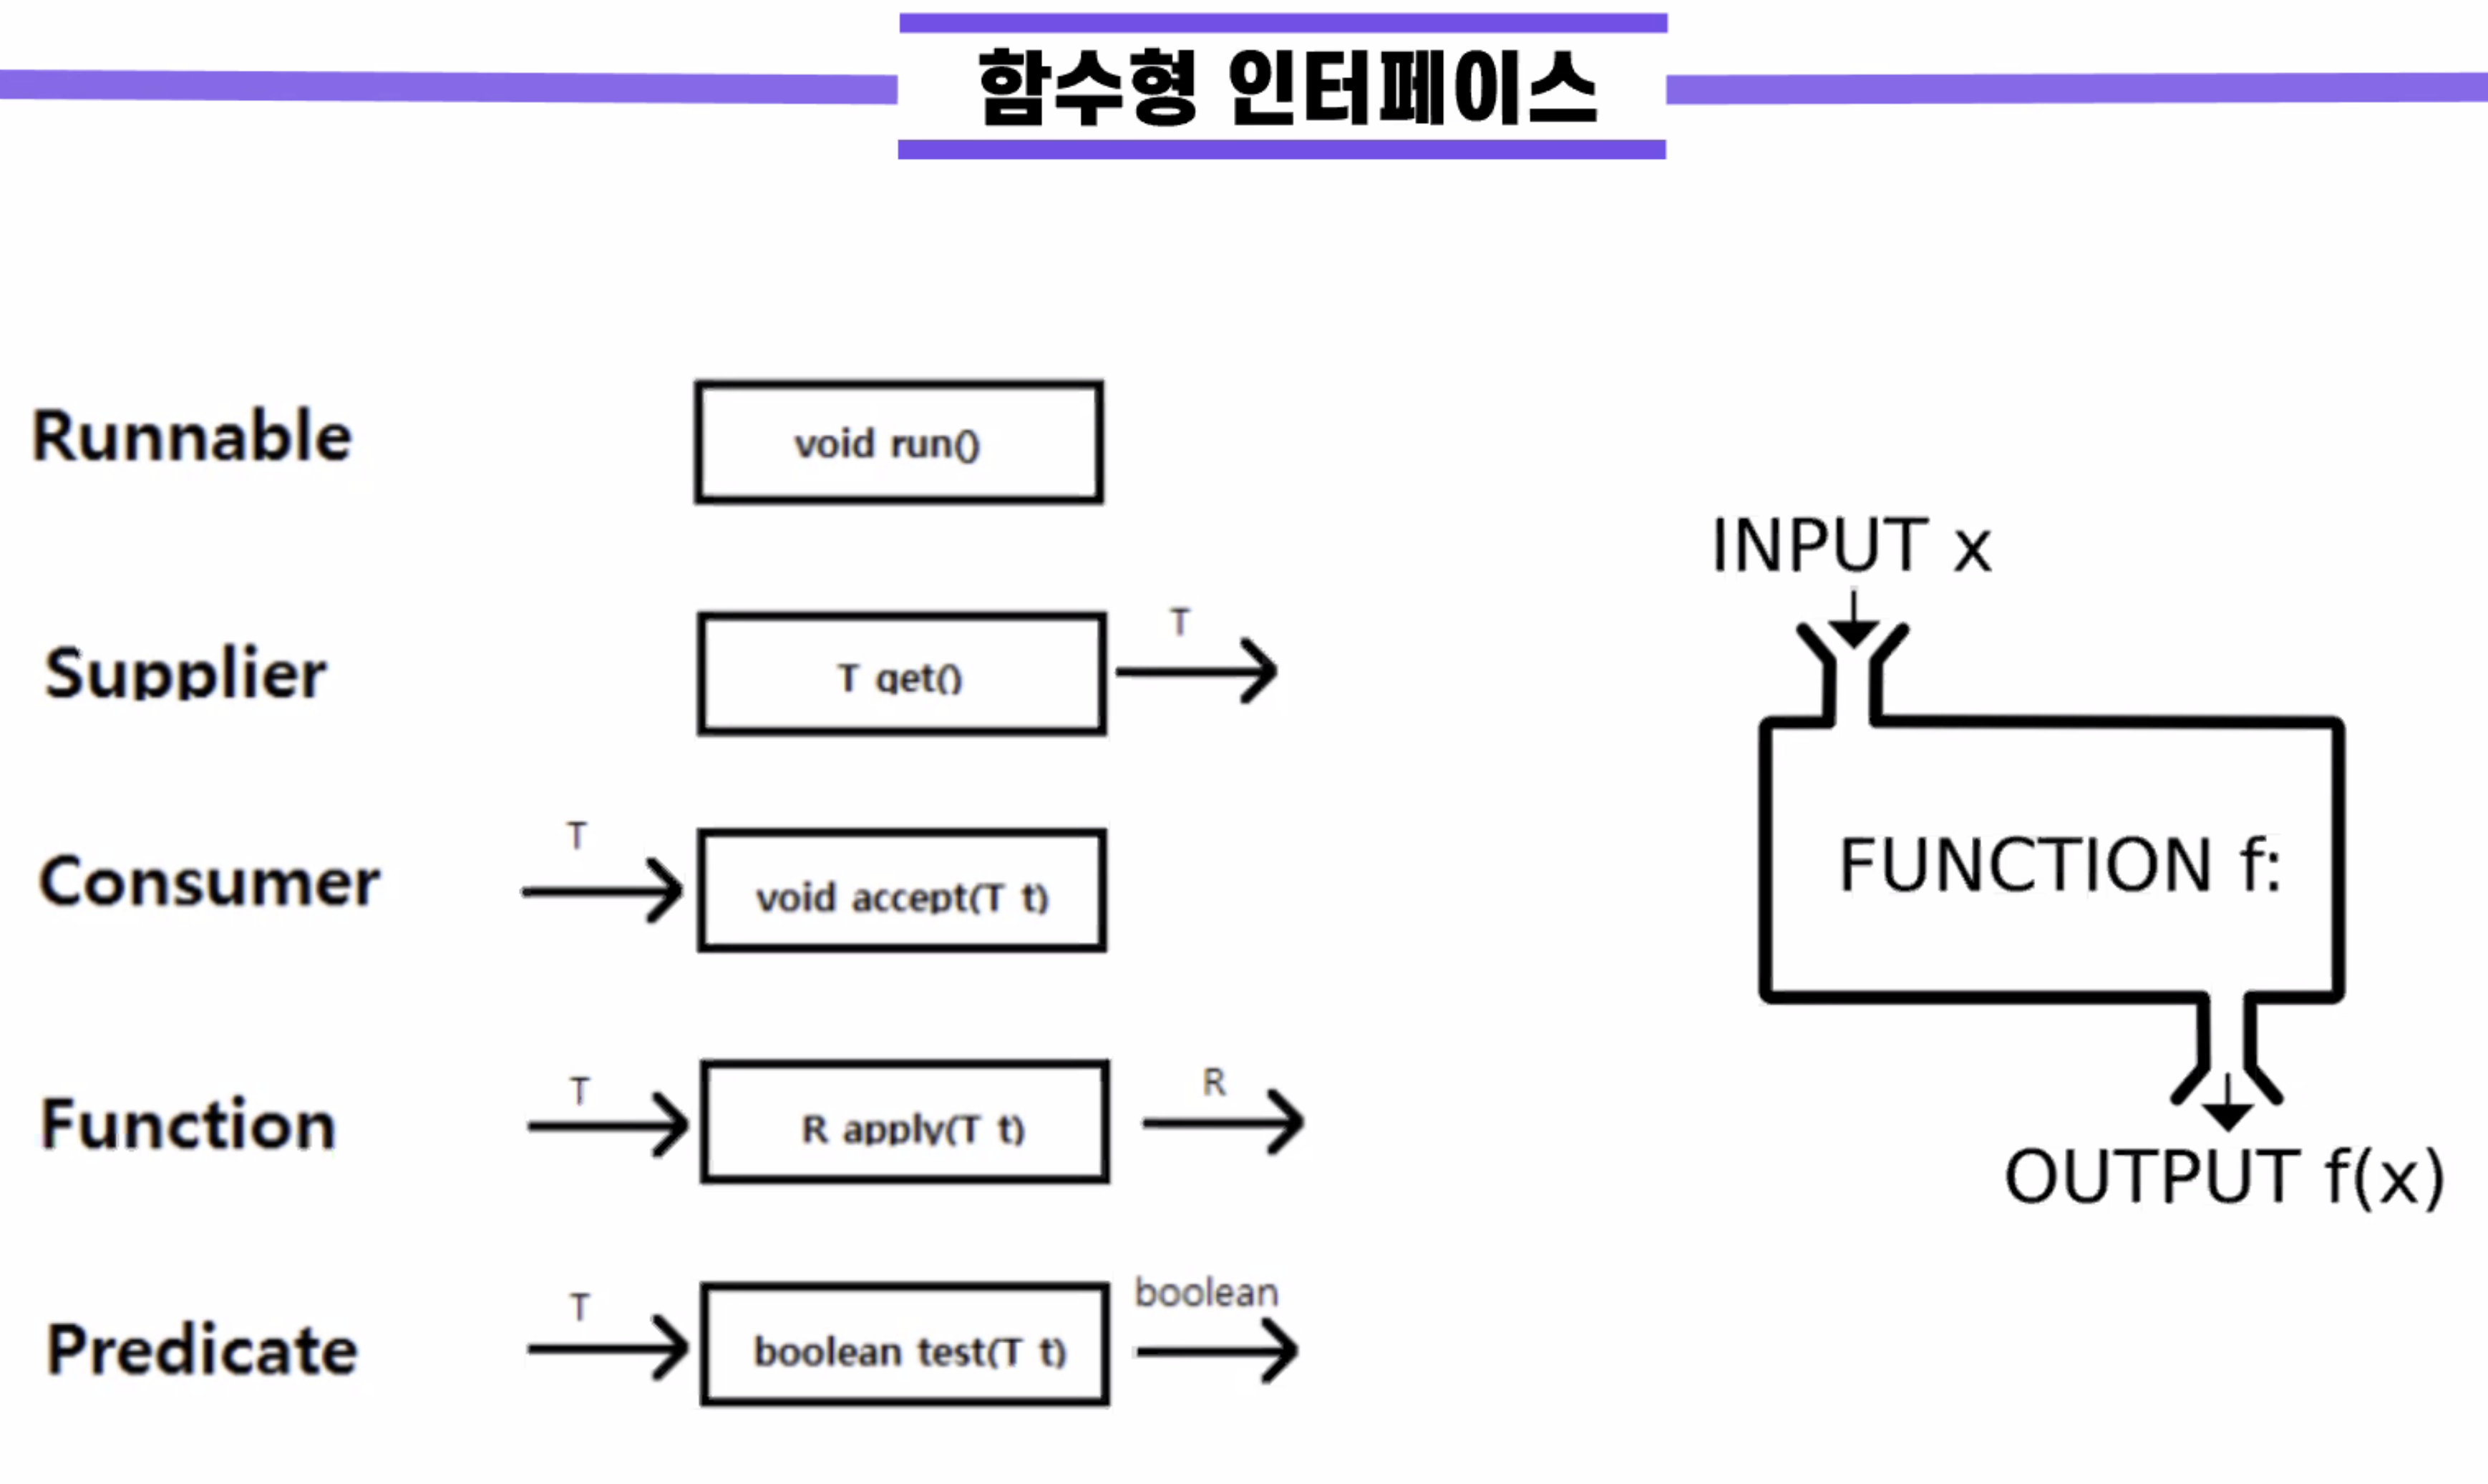 함수형 인터페이스
Runnable
void run()
Supplier
T get()
T
Consumer
T
void accept(T t)
Function
T
R apply(T t)
R
Predicate
T
boolean test(T t)
boolean
INPUT x
FUNCTION f:
OUTPUT f(x)